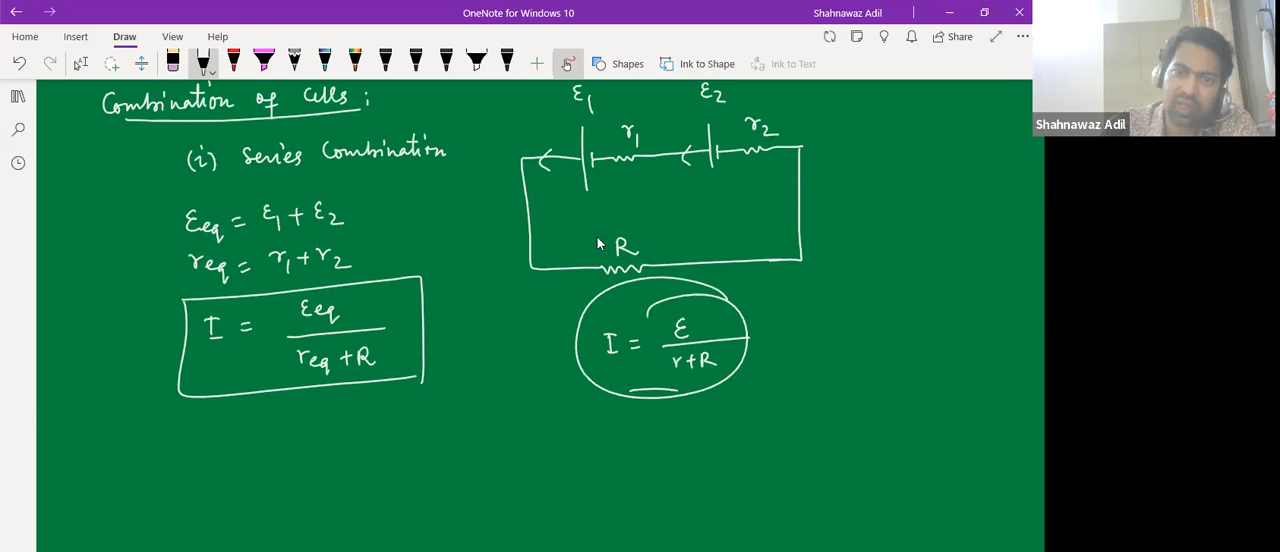 OneNote for Windows 10
Shahnawaz Adil
Home Insert Draw View Help
Share
Shapes
Ink to Shape
Ink to Text
Shahnawaz Adil
Combination of Cells :
(i) Series Combination
εeq = ε1 + ε2
req = r1 + r2
I = εeq / req + R
ε1 ε2
r1 r2
R
I = ε / r + R